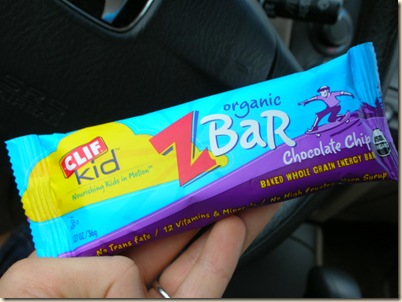 CLIF
kid
Nourishing Kids in Motion™
organic
ZBaR
Chocolate Chip
BAKED WHOLE GRAIN ENERGY BAR
No Trans fats / 12 Vitamins & Minerals / No High Fructose Corn Syrup